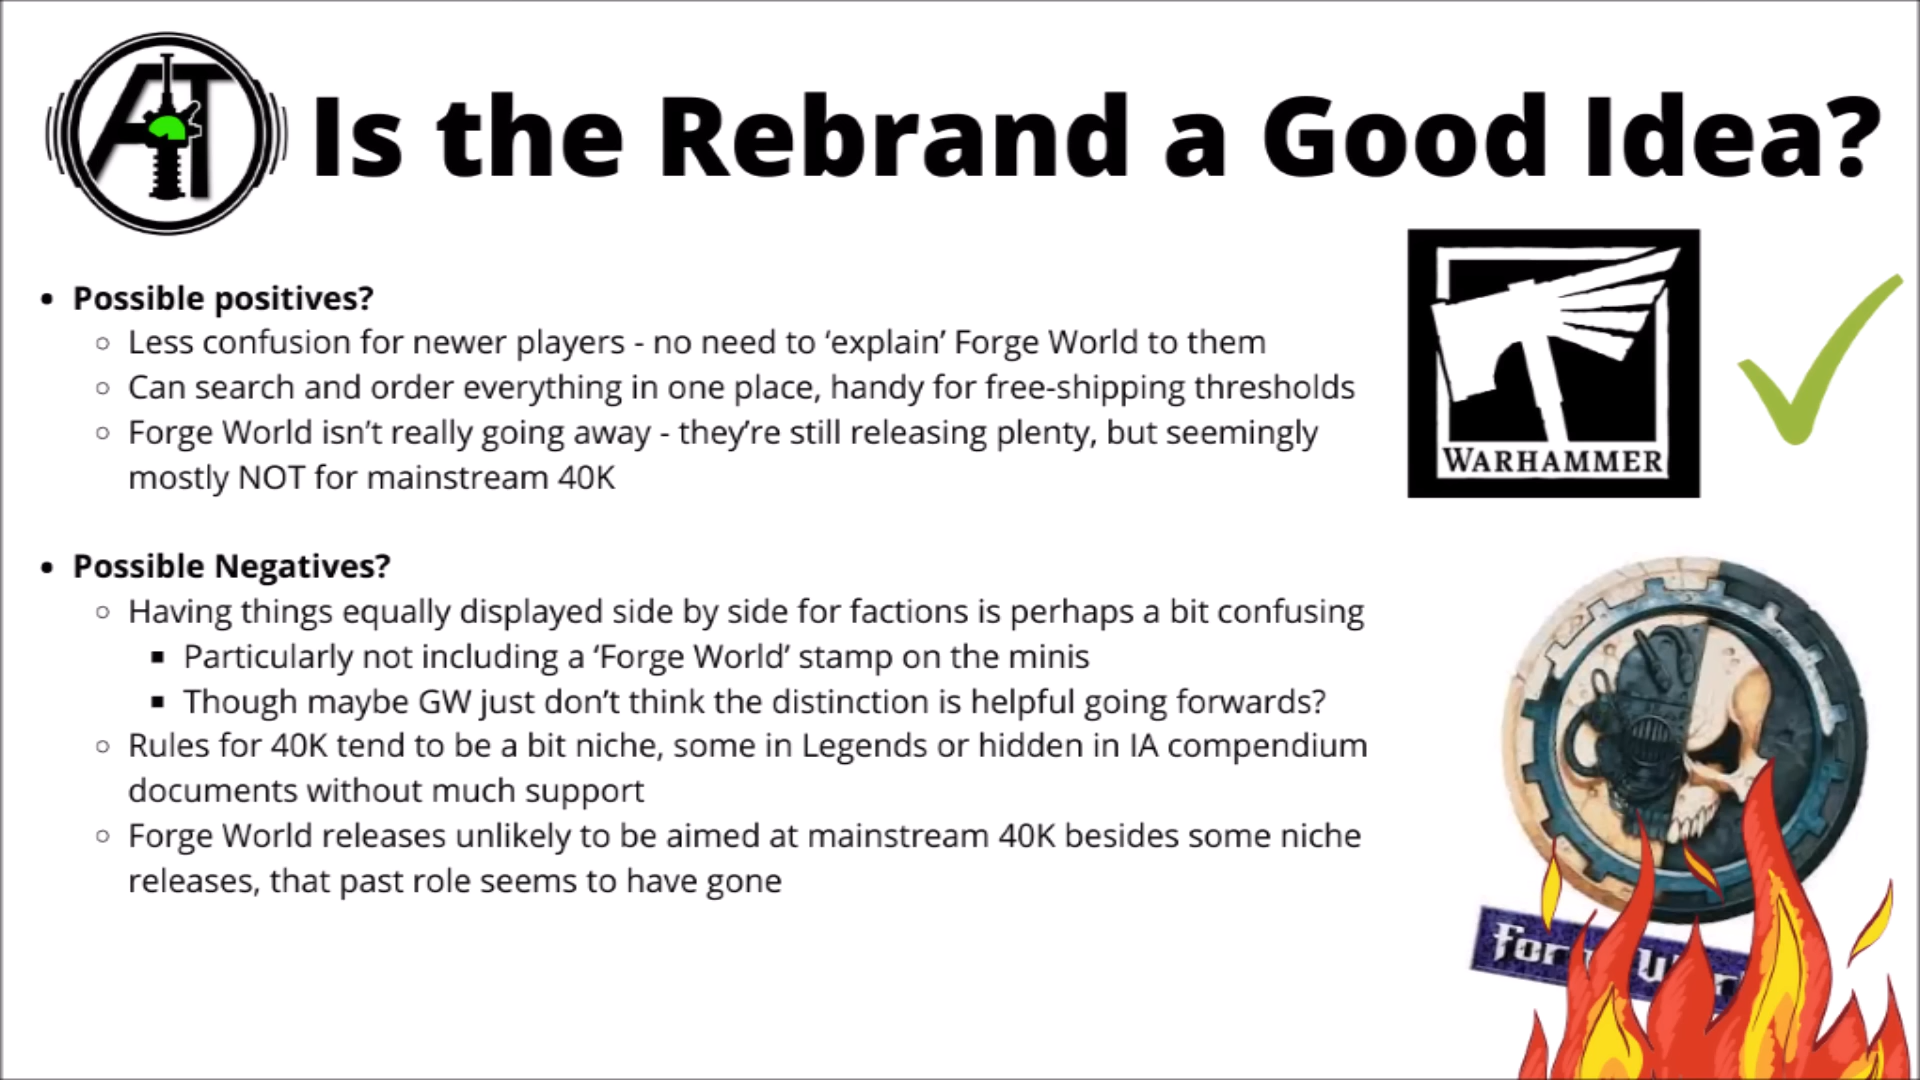 AT
Is the Rebrand a Good Idea?
• Possible positives?
○ Less confusion for newer players - no need to ‘explain’ Forge World to them
○ Can search and order everything in one place, handy for free-shipping thresholds
○ Forge World isn’t really going away - they’re still releasing plenty, but seemingly
mostly NOT for mainstream 40K
WARHAMMER
• Possible Negatives?
○ Having things equally displayed side by side for factions is perhaps a bit confusing
▪ Particularly not including a ‘Forge World’ stamp on the minis
▪ Though maybe GW just don’t think the distinction is helpful going forwards?
○ Rules for 40K tend to be a bit niche, some in Legends or hidden in IA compendium
documents without much support
○ Forge World releases unlikely to be aimed at mainstream 40K besides some niche
releases, that past role seems to have gone